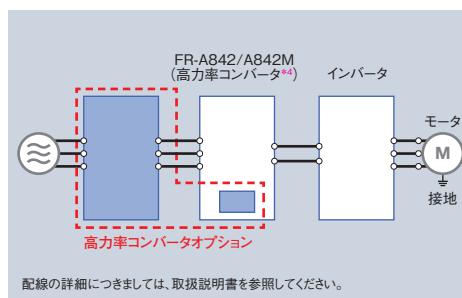 FR-A842/A842M
(高力率コンバータ*4)
インバータ
モータ
M
接地
高力率コンバータオプション
配線の詳細につきましては、取扱説明書を参照してください。